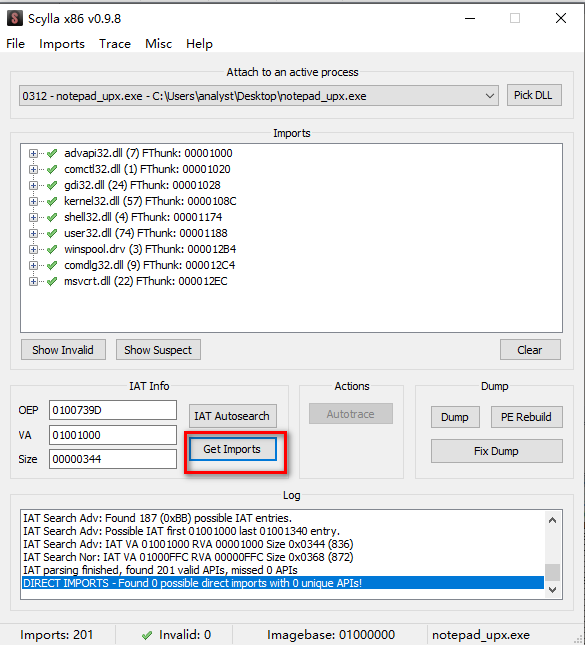 Scylla x86 v0.9.8
File Imports Trace Misc Help
Attach to an active process
0312 - notepad_upx.exe - C:\Users\analyst\Desktop\notepad_upx.exe
Pick DLL
Imports
advapi32.dll (7) FThunk: 00001000
comctl32.dll (1) FThunk: 00001020
gdi32.dll (24) FThunk: 00001028
kernel32.dll (57) FThunk: 0000108C
shell32.dll (4) FThunk: 00001174
user32.dll (74) FThunk: 00001188
winspool.drv (3) FThunk: 000012B4
comdlg32.dll (9) FThunk: 000012C4
msvcrt.dll (22) FThunk: 000012EC
Show Invalid Show Suspect Clear
IAT Info Actions Dump
OEP 0100739D IAT Autosearch Autotrace Dump PE Rebuild
VA 01001000 Get Imports Fix Dump
Size 00000344
Log
IAT Search Adv: Found 187 (0xBB) possible IAT entries.
IAT Search Adv: Possible IAT first 01001000 last 01001340 entry.
IAT Search Adv: IAT VA 01001000 RVA 00001000 Size 0x0344 (836)
IAT Search Nor: IAT VA 01000FFC RVA 00000FFC Size 0x0368 (872)
IAT parsing finished, found 201 valid APIs, missed 0 APIs
DIRECT IMPORTS - Found 0 possible direct imports with 0 unique APIs!
Imports: 201 Invalid: 0 Imagebase: 01000000 notepad_upx.exe